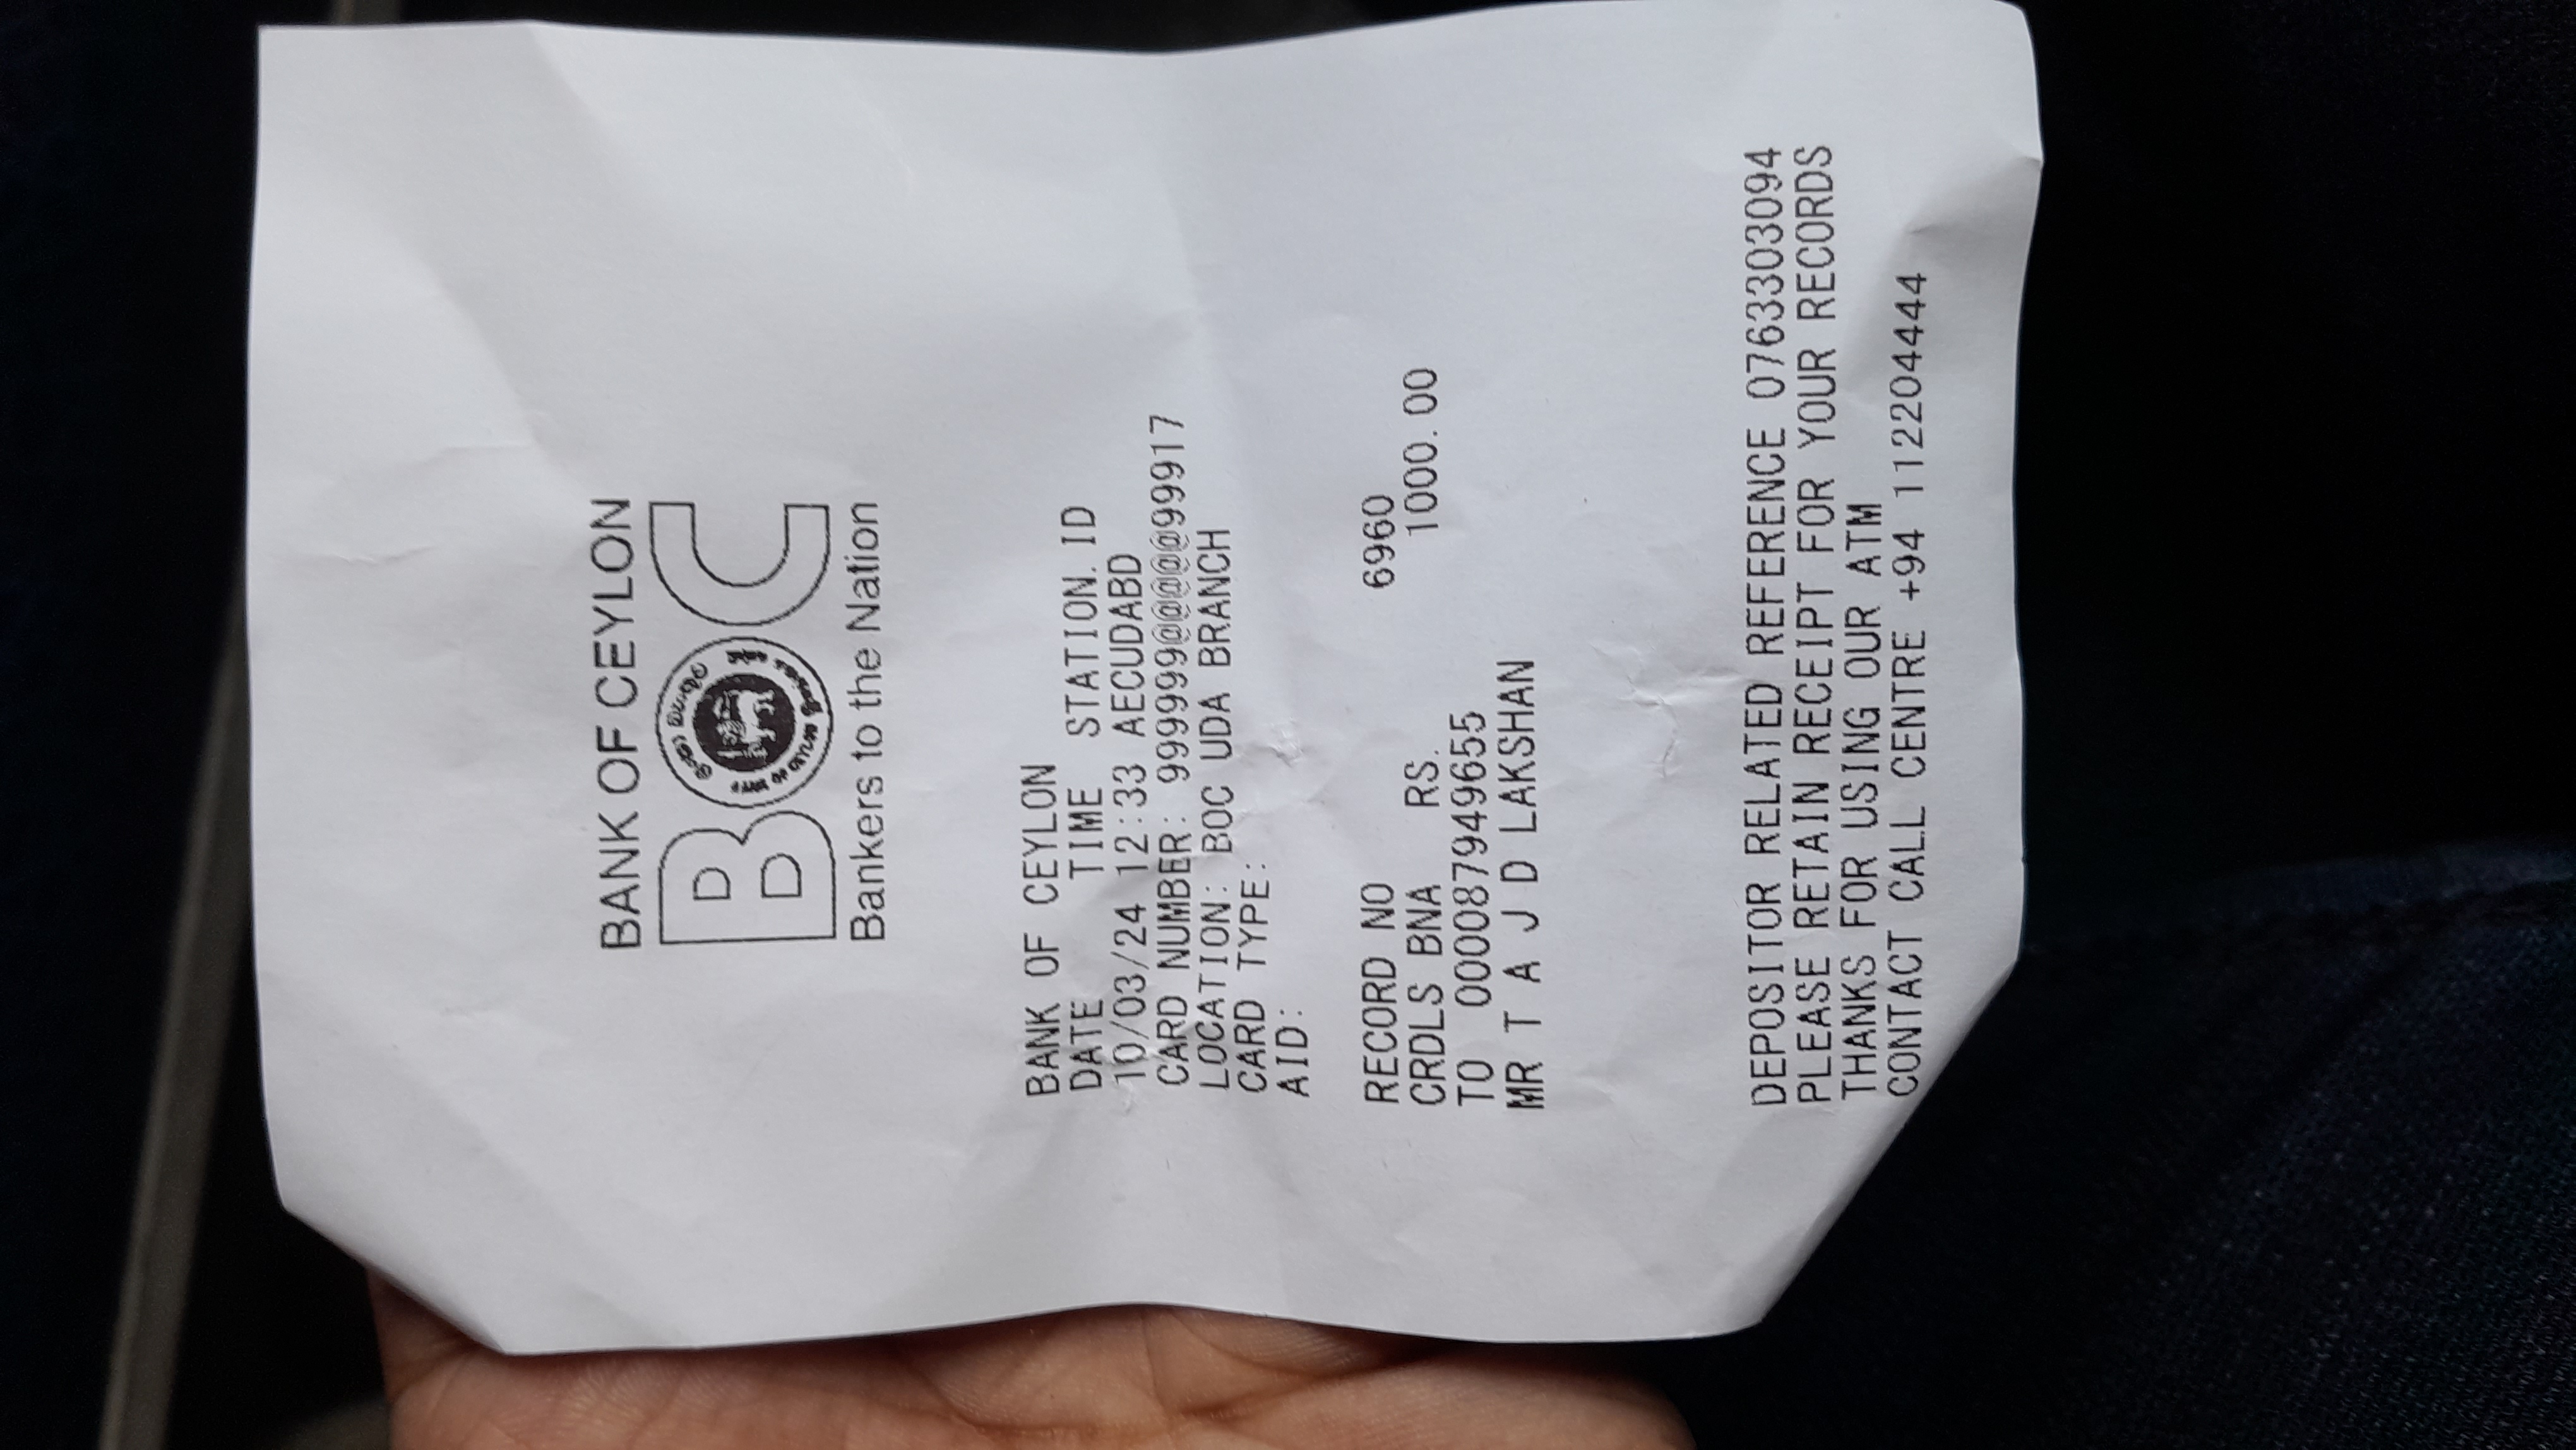 BANK OF CEYLON
BOC
Bankers to the Nation
BANK OF CEYLON
DATE TIME STATION.ID
10/03/24 12:33 AECUDABD
CARD NUMBER: 9999999@@@@@99917
LOCATION: BOC UDA BRANCH
CARD TYPE:
AID:
RECORD NO 6960
CRDLS BNA RS. 1000.00
TO 000087949655
MR T A J D LAKSHAN
DEPOSITOR RELATED REFERENCE 0763303094
PLEASE RETAIN RECEIPT FOR YOUR RECORDS
THANKS FOR USING OUR ATM
CONTACT CALL CENTRE +94 112204444